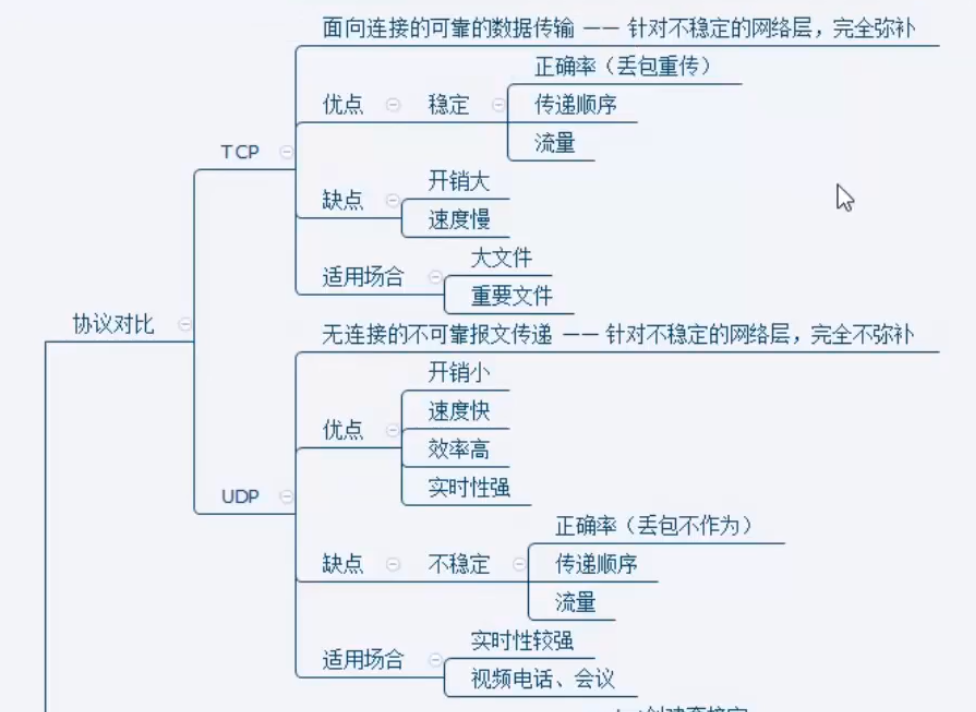 面向连接的可靠的数据传输 —— 针对不稳定的网络层，完全弥补
正确率（丢包重传）
优点
稳定
传递顺序
流量
TCP
缺点
开销大
速度慢
适用场合
大文件
重要文件
协议对比
无连接的不可靠报文传递 —— 针对不稳定的网络层，完全不弥补
开销小
速度快
优点
效率高
实时性强
UDP
正确率（丢包不作为）
缺点
不稳定
传递顺序
流量
适用场合
实时性较强
视频电话、会议